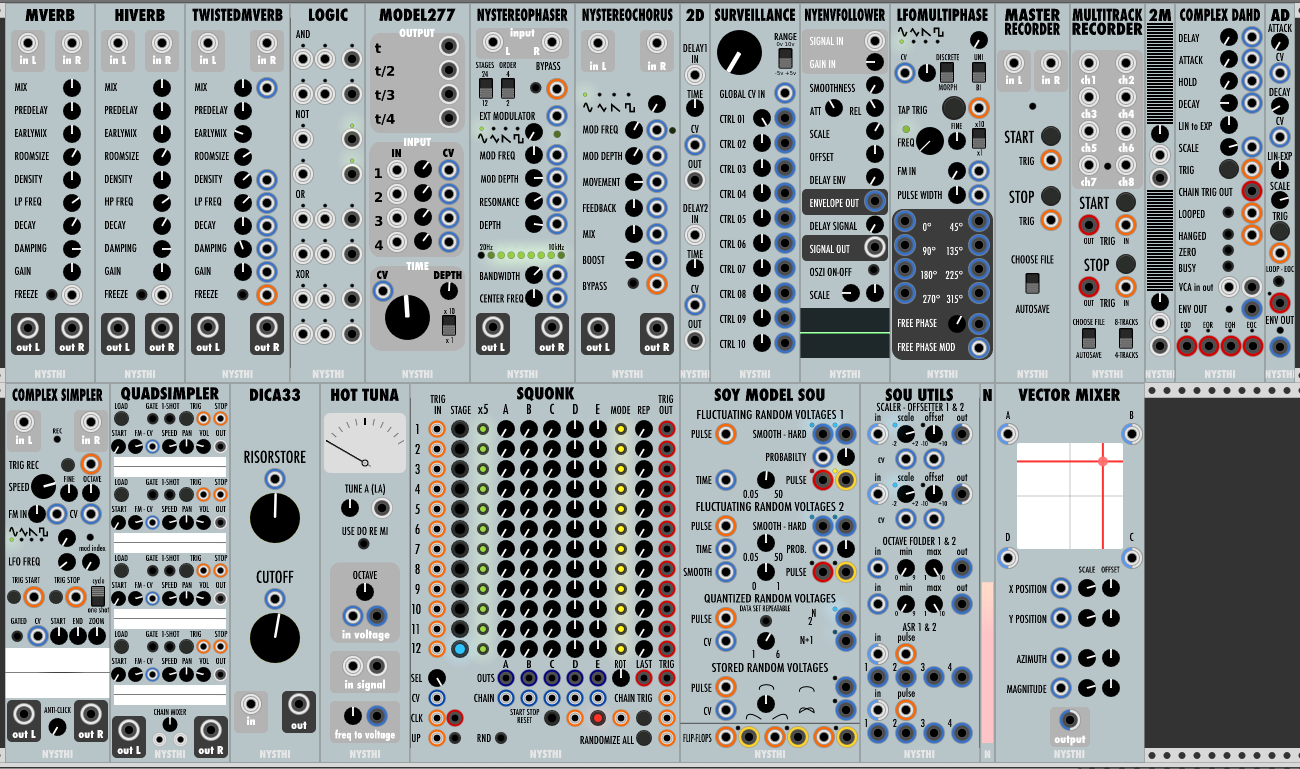 MVERB
in L in R
MIX
PREDELAY
EARLYMIX
ROOMSIZE
DENSITY
LP FREQ
DECAY
DAMPING
GAIN
FREEZE
out L out R
NYSTHI
HIVERB
in L in R
MIX
PREDELAY
EARLYMIX
ROOMSIZE
DENSITY
HP FREQ
DECAY
DAMPING
GAIN
FREEZE
out L out R
NYSTHI
TWISTEDMVERB
in L in R
MIX
PREDELAY
EARLYMIX
ROOMSIZE
DENSITY
LP FREQ
DECAY
DAMPING
GAIN
FREEZE
out L out R
NYSTHI
LOGIC
AND
NOT
OR
XOR
NYSTHI
MODEL277
OUTPUT
t
t/2
t/3
t/4
INPUT
IN CV
1
2
3
4
TIME
CV DEPTH
x 10
x 1
NYSTHI
NYSTEREOPHASER
input
L R
STAGES ORDER BYPASS
24 4
12 2
EXT MODULATOR
MOD FREQ
MOD DEPTH
RESONANCE
DEPTH
20Hz 10kHz
BANDWIDTH
CENTER FREQ
out L out R
NYSTHI
NYSTEREOCHORUS
in L in R
MOD FREQ
MOD DEPTH
MOVEMENT
FEEDBACK
MIX
BOOST
BYPASS
out L out R
NYSTHI
2D
DELAY1
IN
TIME
CV
OUT
DELAY2
IN
TIME
CV
OUT
NYSTHI
SURVEILLANCE
RANGE
0v 10v
-5v +5v
GLOBAL CV IN
CTRL 01
CTRL 02
CTRL 03
CTRL 04
CTRL 05
CTRL 06
CTRL 07
CTRL 08
CTRL 09
CTRL 10
NYSTHI
NYENVFOLLOWER
SIGNAL IN
GAIN IN
SMOOTHNESS
ATT REL
SCALE
OFFSET
DELAY ENV
ENVELOPE OUT
DELAY SIGNAL
SIGNAL OUT
OSZI ON-OFF
SCALE
NYSTHI
LFOMULTIPHASE
CV DISCRETE UNI
MORPH BI
TAP TRIG
FREQ FINE x10
x1
FM IN
PULSE WIDTH
0° 45°
90° 135°
180° 225°
270° 315°
FREE PHASE
FREE PHASE MOD
NYSTHI
MASTER
RECORDER
in L in R
START
TRIG
STOP
TRIG
CHOOSE FILE
AUTOSAVE
NYSTHI
MULTITRACK
RECORDER
ch1 ch2
ch3 ch4
ch5 ch6
ch7 ch8
START
OUT TRIG IN
STOP
OUT TRIG IN
CHOOSE FILE 8-TRACKS
AUTOSAVE 4-TRACKS
NYSTHI
2M
NYSTHI
COMPLEX DAHD
DELAY
ATTACK
HOLD
DECAY
LIN to EXP
SCALE
TRIG
CHAIN TRIG OUT
LOOPED
HANGED
ZERO
BUSY
VCA in out
ENV OUT
EOD EOR EOH EOC
NYSTHI
AD
ATTACK
CV
DECAY
CV
LIN-EXP
SCALE
TRIG
LOOP - EOC
ENV OUT
NYSTHI
COMPLEX SIMPLER
in L REC in R
TRIG REC
SPEED FINE OCTAVE
FM IN CV
mod index
LFO FREQ
TRIG START TRIG STOP cycle
one shot
GATED CV START END ZOOM
ANTI-CLICK
out L out R
NYSTHI
QUADSIMPLER
LOAD GATE 1-SHOT TRIG STOP
START FM - CV SPEED PAN VOL OUT
LOAD GATE 1-SHOT TRIG STOP
START FM - CV SPEED PAN VOL OUT
LOAD GATE 1-SHOT TRIG STOP
START FM - CV SPEED PAN VOL OUT
LOAD GATE 1-SHOT TRIG STOP
START FM - CV SPEED PAN VOL OUT
CHAIN MIXER
out L out R
NYSTHI
DICA33
RISORSTORE
CUTOFF
in out
NYSTHI
HOT TUNA
TUNE A (LA)
USE DO RE MI
OCTAVE
in voltage
in signal
freq to voltage
NYSTHI
SQUONK
TRIG IN STAGE x5 A B C D E MODE REP TRIG OUT
1
2
3
4
5
6
7
8
9
10
11
12
A B C D E ROT LAST TRIG
SEL OUTS
CV CHAIN CHAIN TRIG
CLK START STOP RESET
UP RND RANDOMIZE ALL
NYSTHI
SOY MODEL SOU
FLUCTUATING RANDOM VOLTAGES 1
PULSE SMOOTH - HARD
PROBABILTY
TIME 0.05 50 PULSE
FLUCTUATING RANDOM VOLTAGES 2
PULSE SMOOTH - HARD
TIME 0.05 50 PROB.
SMOOTH 0 1 PULSE
QUANTIZED RANDOM VOLTAGES
DATA SET REPEATABLE
PULSE N 2
CV 1 6 N+1
STORED RANDOM VOLTAGES
PULSE
CV
FLIP-FLOPS
NYSTHI
SOU UTILS
SCALER - OFFSETTER 1 & 2
in scale offset out
-2 +2 -10 +10
CV
in scale offset out
-2 +2 -10 +10
CV
OCTAVE FOLDER 1 & 2
in min max out
0 9 1 10
in min max out
0 9 1 10
ASR 1 & 2
in pulse
1 2 3 4
in pulse
1 2 3 4
NYSTHI
N
N
VECTOR MIXER
A B
D C
SCALE OFFSET
X POSITION
Y POSITION
AZIMUTH
MAGNITUDE
output
NYSTHI